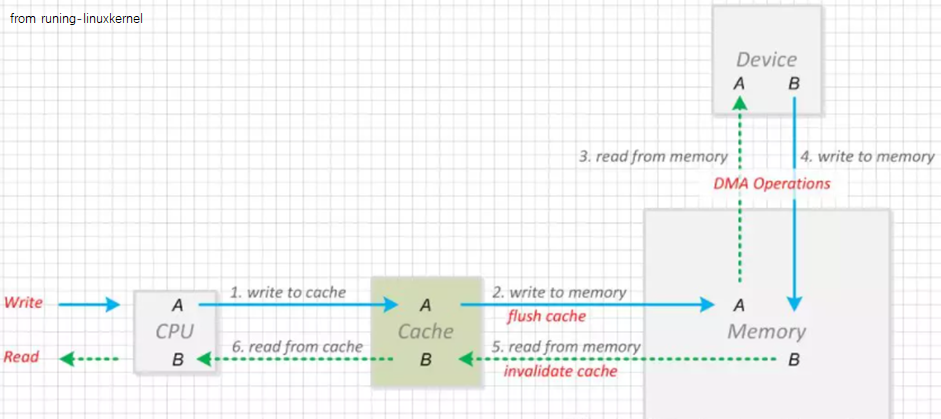 from runing-linuxkernel
Device
A B
3. read from memory
4. write to memory
DMA Operations
Write
A
1. write to cache
A
2. write to memory
flush cache
A
CPU
Cache
Memory
Read
B
6. read from cache
B
5. read from memory
invalidate cache
B